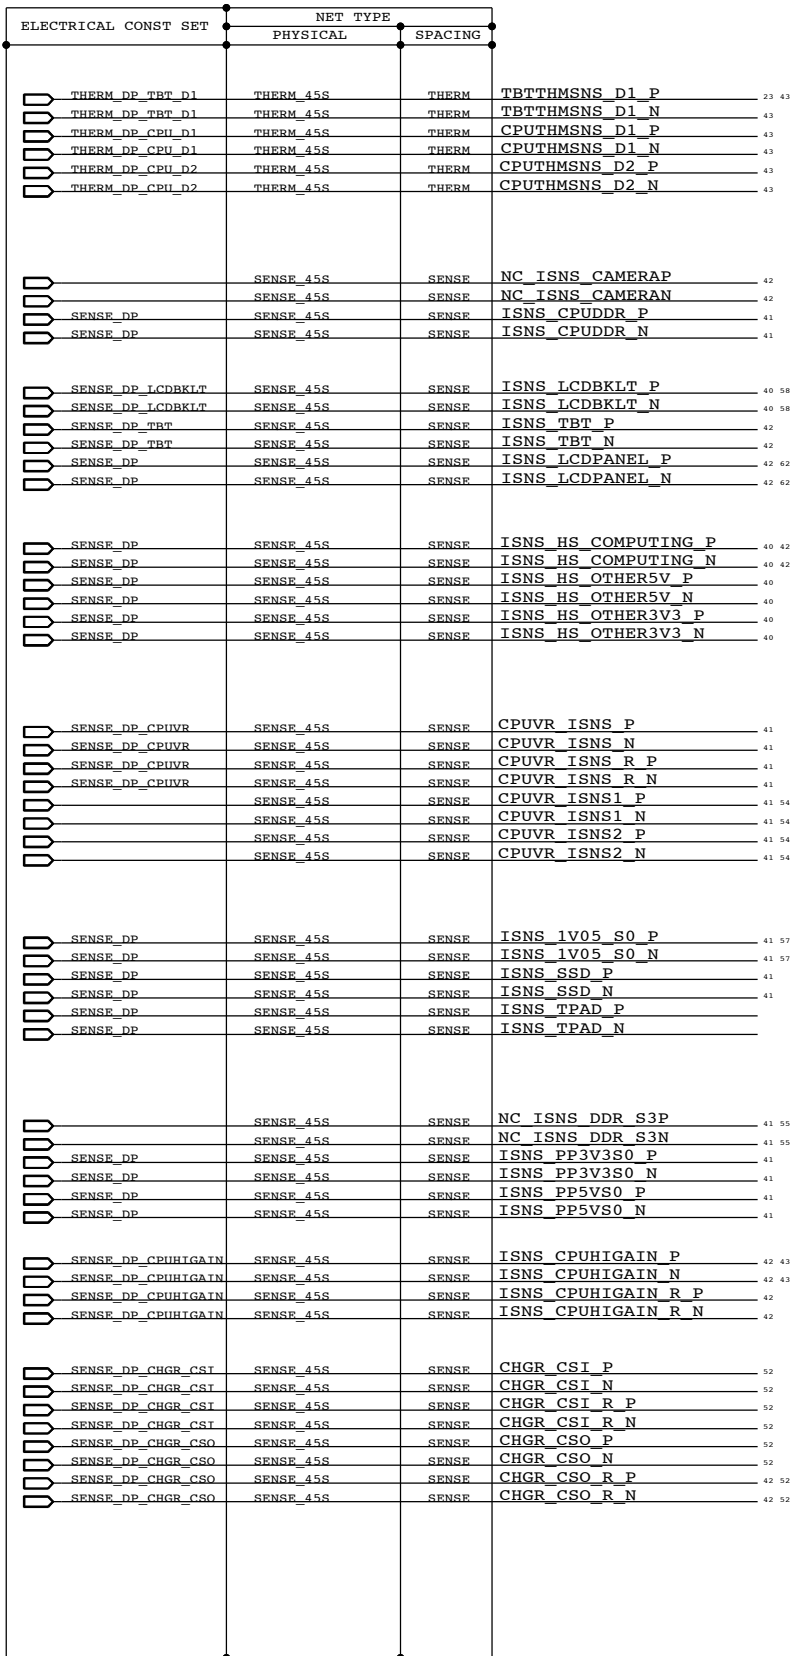 ELECTRICAL CONST SET NET TYPE
PHYSICAL SPACING
THERM_DP_TBT_D1 THERM_45S THERM TBTTHMSNS_D1_P 23 43
THERM_DP_TBT_D1 THERM_45S THERM TBTTHMSNS_D1_N 43
THERM_DP_CPU_D1 THERM_45S THERM CPUTHMSNS_D1_P 43
THERM_DP_CPU_D1 THERM_45S THERM CPUTHMSNS_D1_N 43
THERM_DP_CPU_D2 THERM_45S THERM CPUTHMSNS_D2_P 43
THERM_DP_CPU_D2 THERM_45S THERM CPUTHMSNS_D2_N 43
SENSE_45S SENSE NC_ISNS_CAMERAP 42
SENSE_45S SENSE NC_ISNS_CAMERAN 42
SENSE_DP SENSE_45S SENSE ISNS_CPUDDR_P 41
SENSE_DP SENSE_45S SENSE ISNS_CPUDDR_N 41
SENSE_DP_LCDBKLT SENSE_45S SENSE ISNS_LCDBKLT_P 40 58
SENSE_DP_LCDBKLT SENSE_45S SENSE ISNS_LCDBKLT_N 40 58
SENSE_DP_TBT SENSE_45S SENSE ISNS_TBT_P 42
SENSE_DP_TBT SENSE_45S SENSE ISNS_TBT_N 42
SENSE_DP SENSE_45S SENSE ISNS_LCDPANEL_P 42 62
SENSE_DP SENSE_45S SENSE ISNS_LCDPANEL_N 42 62
SENSE_DP SENSE_45S SENSE ISNS_HS_COMPUTING_P 40 42
SENSE_DP SENSE_45S SENSE ISNS_HS_COMPUTING_N 40 42
SENSE_DP SENSE_45S SENSE ISNS_HS_OTHER5V_P 40
SENSE_DP SENSE_45S SENSE ISNS_HS_OTHER5V_N 40
SENSE_DP SENSE_45S SENSE ISNS_HS_OTHER3V3_P 40
SENSE_DP SENSE_45S SENSE ISNS_HS_OTHER3V3_N 40
SENSE_DP_CPUVR SENSE_45S SENSE CPUVR_ISNS_P 41
SENSE_DP_CPUVR SENSE_45S SENSE CPUVR_ISNS_N 41
SENSE_DP_CPUVR SENSE_45S SENSE CPUVR_ISNS_R_P 41
SENSE_DP_CPUVR SENSE_45S SENSE CPUVR_ISNS_R_N 41
SENSE_45S SENSE CPUVR_ISNS1_P 41 54
SENSE_45S SENSE CPUVR_ISNS1_N 41 54
SENSE_45S SENSE CPUVR_ISNS2_P 41 54
SENSE_45S SENSE CPUVR_ISNS2_N 41 54
SENSE_DP SENSE_45S SENSE ISNS_1V05_S0_P 41 57
SENSE_DP SENSE_45S SENSE ISNS_1V05_S0_N 41 57
SENSE_DP SENSE_45S SENSE ISNS_SSD_P 41
SENSE_DP SENSE_45S SENSE ISNS_SSD_N 41
SENSE_DP SENSE_45S SENSE ISNS_TPAD_P
SENSE_DP SENSE_45S SENSE ISNS_TPAD_N
SENSE_45S SENSE NC_ISNS_DDR_S3P 41 55
SENSE_45S SENSE NC_ISNS_DDR_S3N 41 55
SENSE_DP SENSE_45S SENSE ISNS_PP3V3S0_P 41
SENSE_DP SENSE_45S SENSE ISNS_PP3V3S0_N 41
SENSE_DP SENSE_45S SENSE ISNS_PP5VS0_P 41
SENSE_DP SENSE_45S SENSE ISNS_PP5VS0_N 41
SENSE_DP_CPUHIGAIN SENSE_45S SENSE ISNS_CPUHIGAIN_P 42 43
SENSE_DP_CPUHIGAIN SENSE_45S SENSE ISNS_CPUHIGAIN_N 42 43
SENSE_DP_CPUHIGAIN SENSE_45S SENSE ISNS_CPUHIGAIN_R_P 42
SENSE_DP_CPUHIGAIN SENSE_45S SENSE ISNS_CPUHIGAIN_R_N 42
SENSE_DP_CHGR_CSI SENSE_45S SENSE CHGR_CSI_P 52
SENSE_DP_CHGR_CSI SENSE_45S SENSE CHGR_CSI_N 52
SENSE_DP_CHGR_CSI SENSE_45S SENSE CHGR_CSI_R_P 52
SENSE_DP_CHGR_CSI SENSE_45S SENSE CHGR_CSI_R_N 52
SENSE_DP_CHGR_CSO SENSE_45S SENSE CHGR_CSO_P 52
SENSE_DP_CHGR_CSO SENSE_45S SENSE CHGR_CSO_N 52
SENSE_DP_CHGR_CSO SENSE_45S SENSE CHGR_CSO_R_P 42 52
SENSE_DP_CHGR_CSO SENSE_45S SENSE CHGR_CSO_R_N 42 52